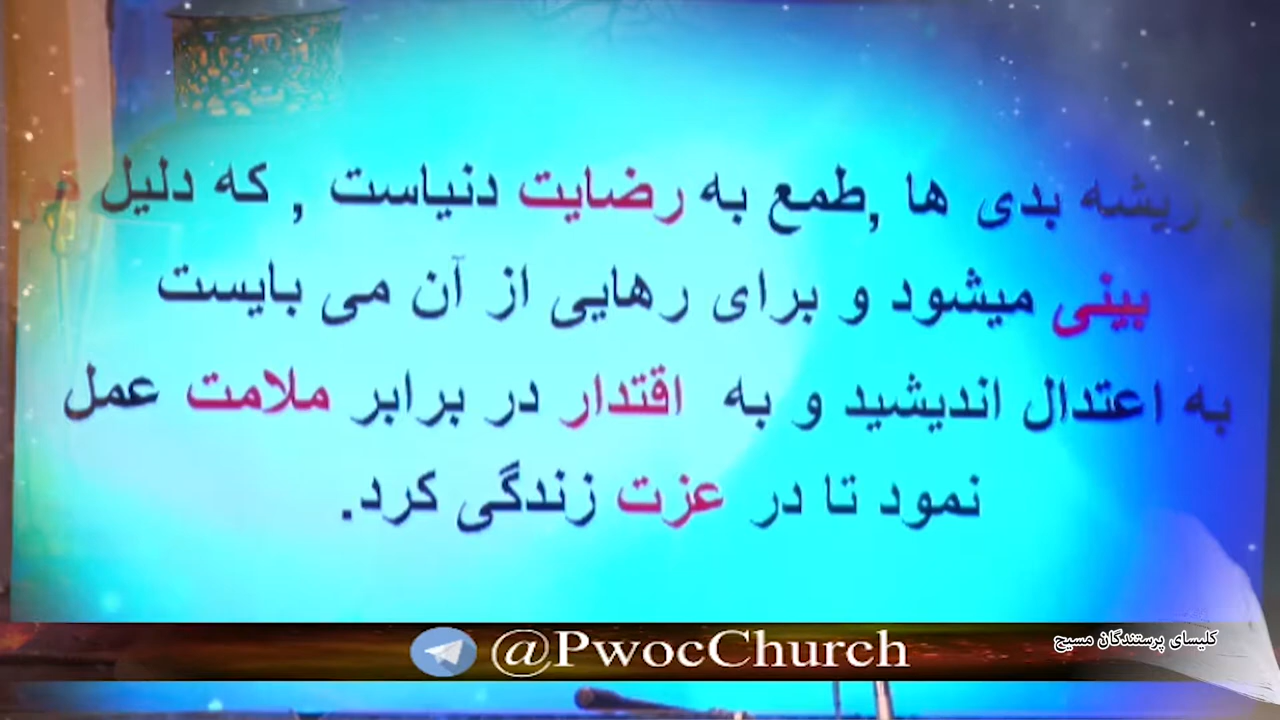 ریشه بدی ها ,طمع به رضایت دنیاست , که دلیل
بینی میشود و برای رهایی از آن می بایست
به اعتدال اندیشید و به اقتدار در برابر ملامت عمل
نمود تا در عزت زندگی کرد.
@PwocChurch
کلیسای پرستندگان مسیح